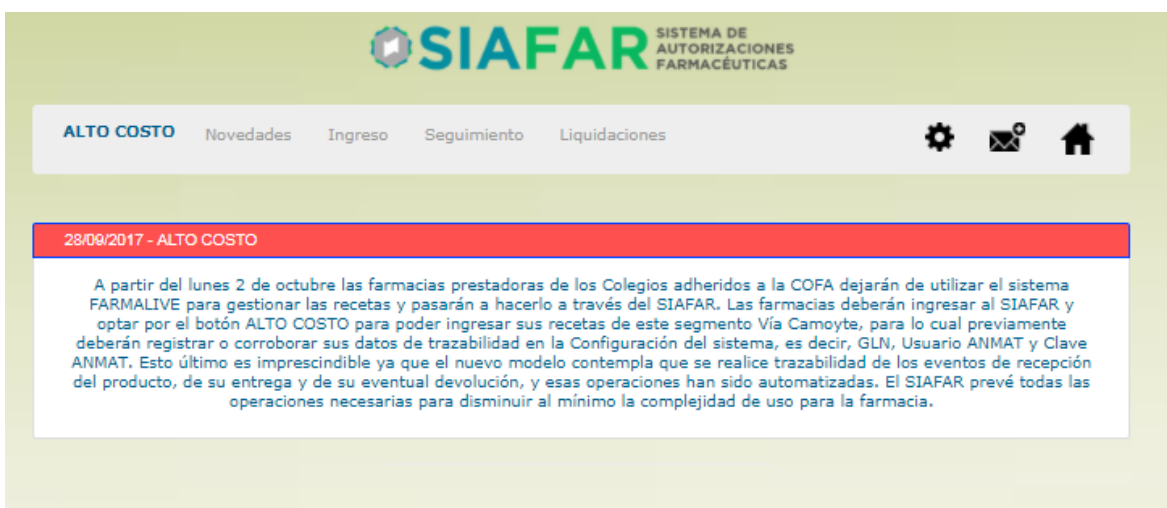 SIAFAR
SISTEMA DE
AUTORIZACIONES
FARMACÉUTICAS
ALTO COSTO Novedades Ingreso Seguimiento Liquidaciones
28/09/2017 - ALTO COSTO
A partir del lunes 2 de octubre las farmacias prestadoras de los Colegios adheridos a la COFA dejarán de utilizar el sistema
FARMALIVE para gestionar las recetas y pasarán a hacerlo a través del SIAFAR. Las farmacias deberán ingresar al SIAFAR y
optar por el botón ALTO COSTO para poder ingresar sus recetas de este segmento Vía Camoyte, para lo cual previamente
deberán registrar o corroborar sus datos de trazabilidad en la Configuración del sistema, es decir, GLN, Usuario ANMAT y Clave
ANMAT. Esto último es imprescindible ya que el nuevo modelo contempla que se realice trazabilidad de los eventos de recepción
del producto, de su entrega y de su eventual devolución, y esas operaciones han sido automatizadas. El SIAFAR prevé todas las
operaciones necesarias para disminuir al mínimo la complejidad de uso para la farmacia.